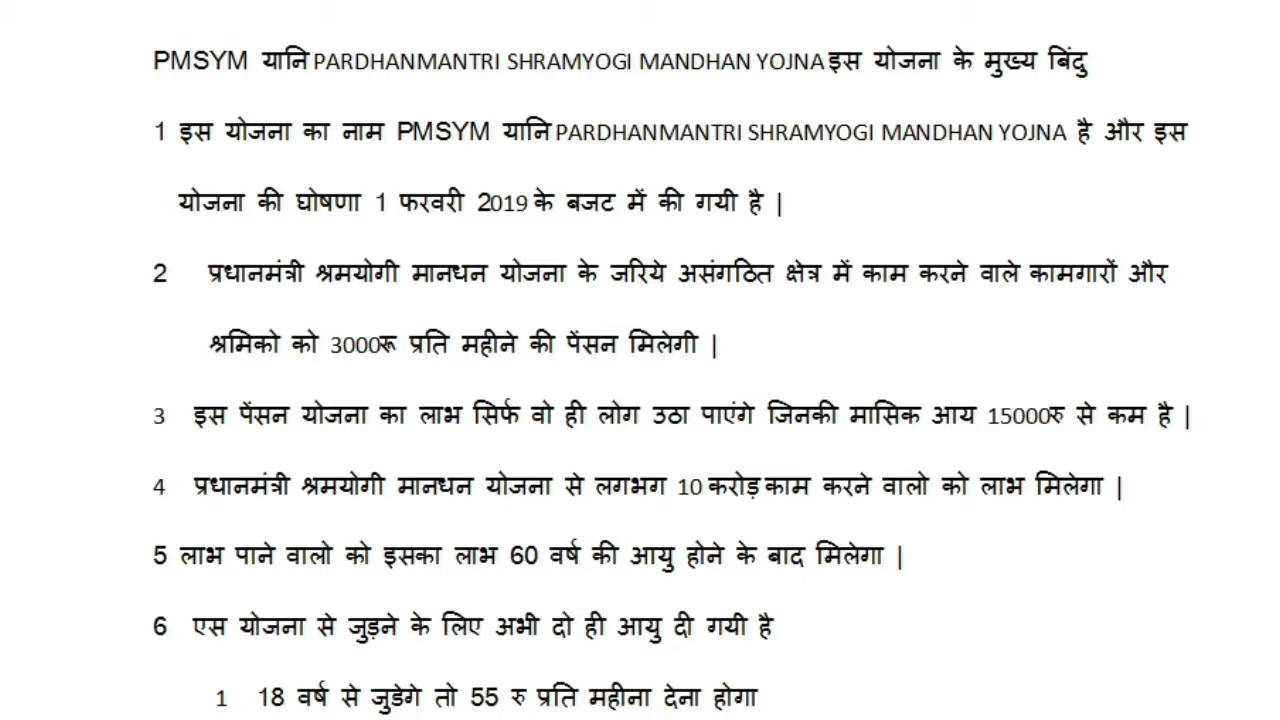 PMSYM यानि PARDHANMANTRI SHRAMYOGI MANDHAN YOJNA इस योजना के मुख्य बिंदु
1 इस योजना का नाम PMSYM यानि PARDHANMANTRI SHRAMYOGI MANDHAN YOJNA है और इस
योजना की घोषणा 1 फरवरी 2019 के बजट में की गयी है |
2 प्रधानमंत्री श्रमयोगी मानधन योजना के जरिये असंगठित क्षेत्र में काम करने वाले कामगारों और
श्रमिको को 3000रू प्रति महीने की पेंसन मिलेगी |
3 इस पेंसन योजना का लाभ सिर्फ वो ही लोग उठा पाएंगे जिनकी मासिक आय 15000रु से कम है |
4 प्रधानमंत्री श्रमयोगी मानधन योजना से लगभग 10 करोड़ काम करने वालो को लाभ मिलेगा |
5 लाभ पाने वालो को इसका लाभ 60 वर्ष की आयु होने के बाद मिलेगा |
6 एस योजना से जुड़ने के लिए अभी दो ही आयु दी गयी है
1 18 वर्ष से जुडेगे तो 55 रु प्रति महीना देना होगा